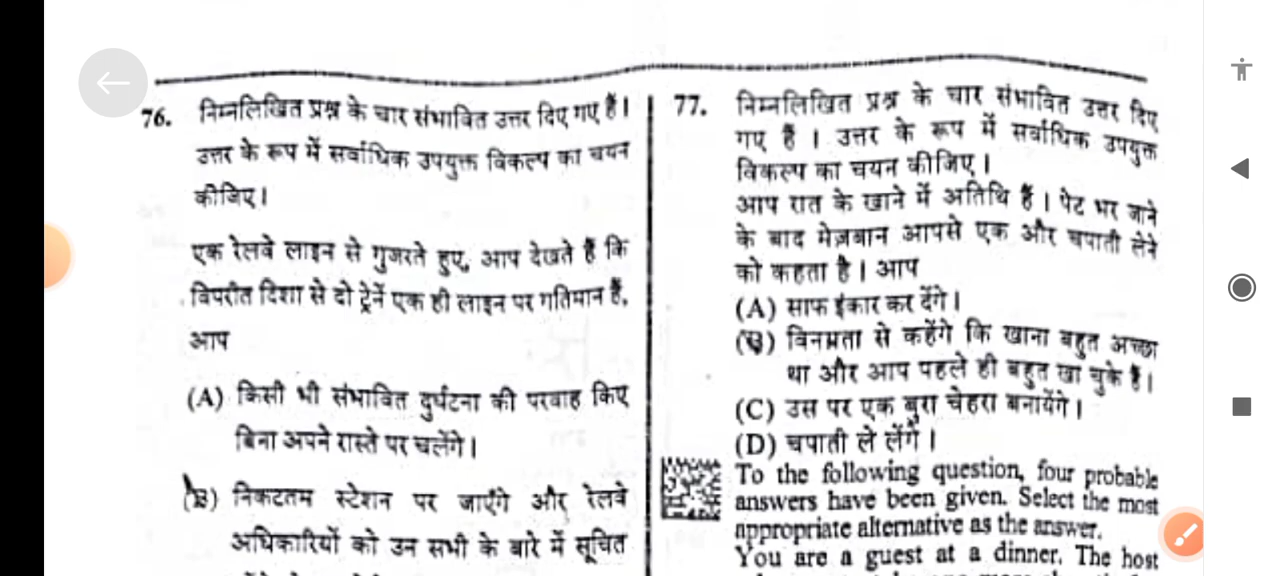 76. निम्नलिखित प्रश्न के चार संभावित उत्तर दिए गए हैं।
उत्तर के रूप में सर्वाधिक उपयुक्त विकल्प का चयन
कीजिए।
एक रेलवे लाइन से गुजरते हुए, आप देखते हैं कि
विपरीत दिशा से दो ट्रेनें एक ही लाइन पर गतिमान हैं,
आप
(A) किसी भी संभावित दुर्घटना की परवाह किए
बिना अपने रास्ते पर चलेंगे।
(B) निकटतम स्टेशन पर जाएँगे और रेलवे
अधिकारियों को उन सभी के बारे में सूचित
77. निम्नलिखित प्रश्न के चार संभावित उत्तर दिए
गए हैं । उत्तर के रूप में सर्वाधिक उपयुक्त
विकल्प का चयन कीजिए।
आप रात के खाने में अतिथि हैं। पेट भर जाने
के बाद मेज़बान आपसे एक और चपाती लेने
को कहता है। आप
(A) साफ इंकार कर देंगे।
(B) विनम्रता से कहेंगे कि खाना बहुत अच्छा
था और आप पहले ही बहुत खा चुके हैं।
(C) उस पर एक बुरा चेहरा बनायेंगे।
(D) चपाती ले लेंगे।
To the following question, four probable
answers have been given. Select the most
appropriate alternative as the answer.
You are a guest at a dinner. The host